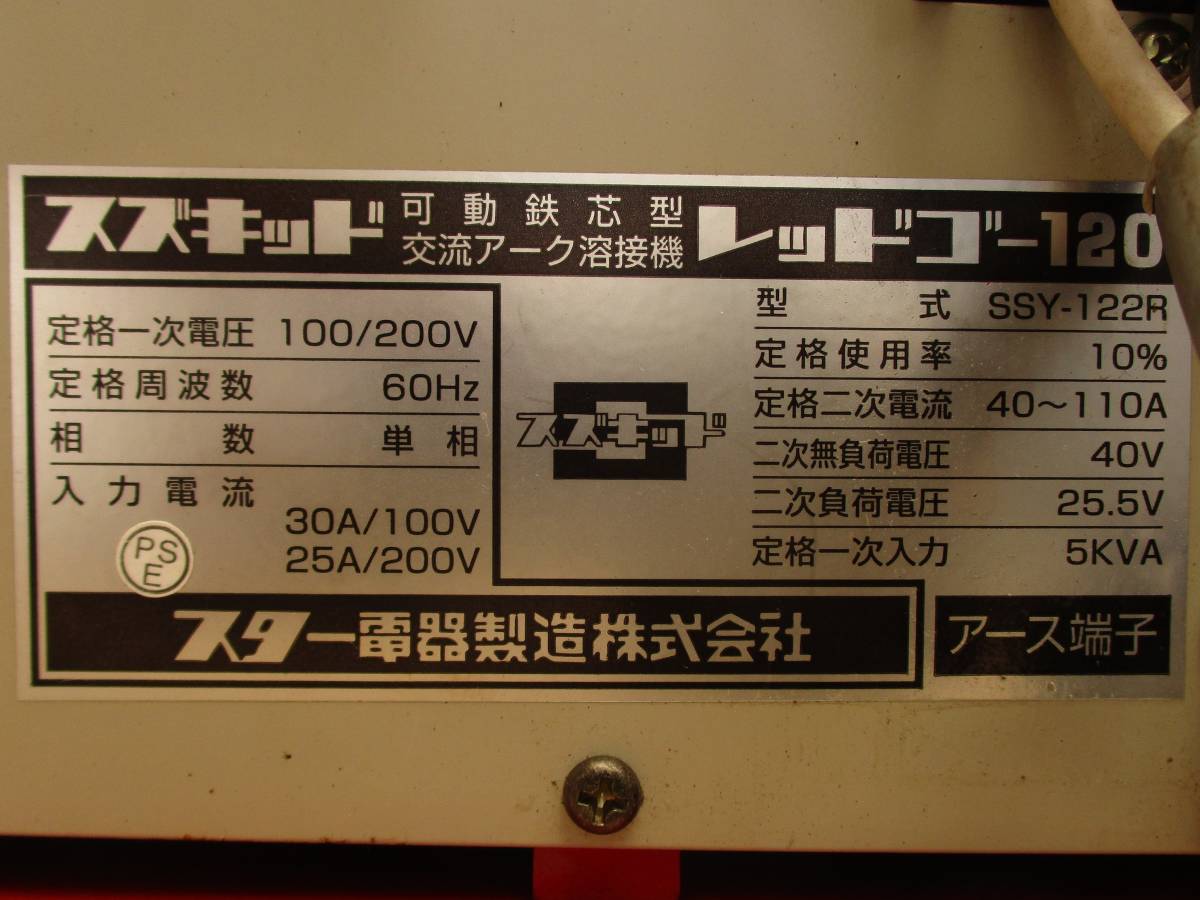 スズキッド 可動鉄芯型 レッドゴー120
交流アーク溶接機
定格一次電圧 100/200V
定格周波数 60Hz
相数 単相
入力電流
30A/100V
25A/200V
PS
E
スズキッド
型式 SSY-122R
定格使用率 10%
定格二次電流 40～110A
二次無負荷電圧 40V
二次負荷電圧 25.5V
定格一次入力 5KVA
スター電器製造株式会社
アース端子